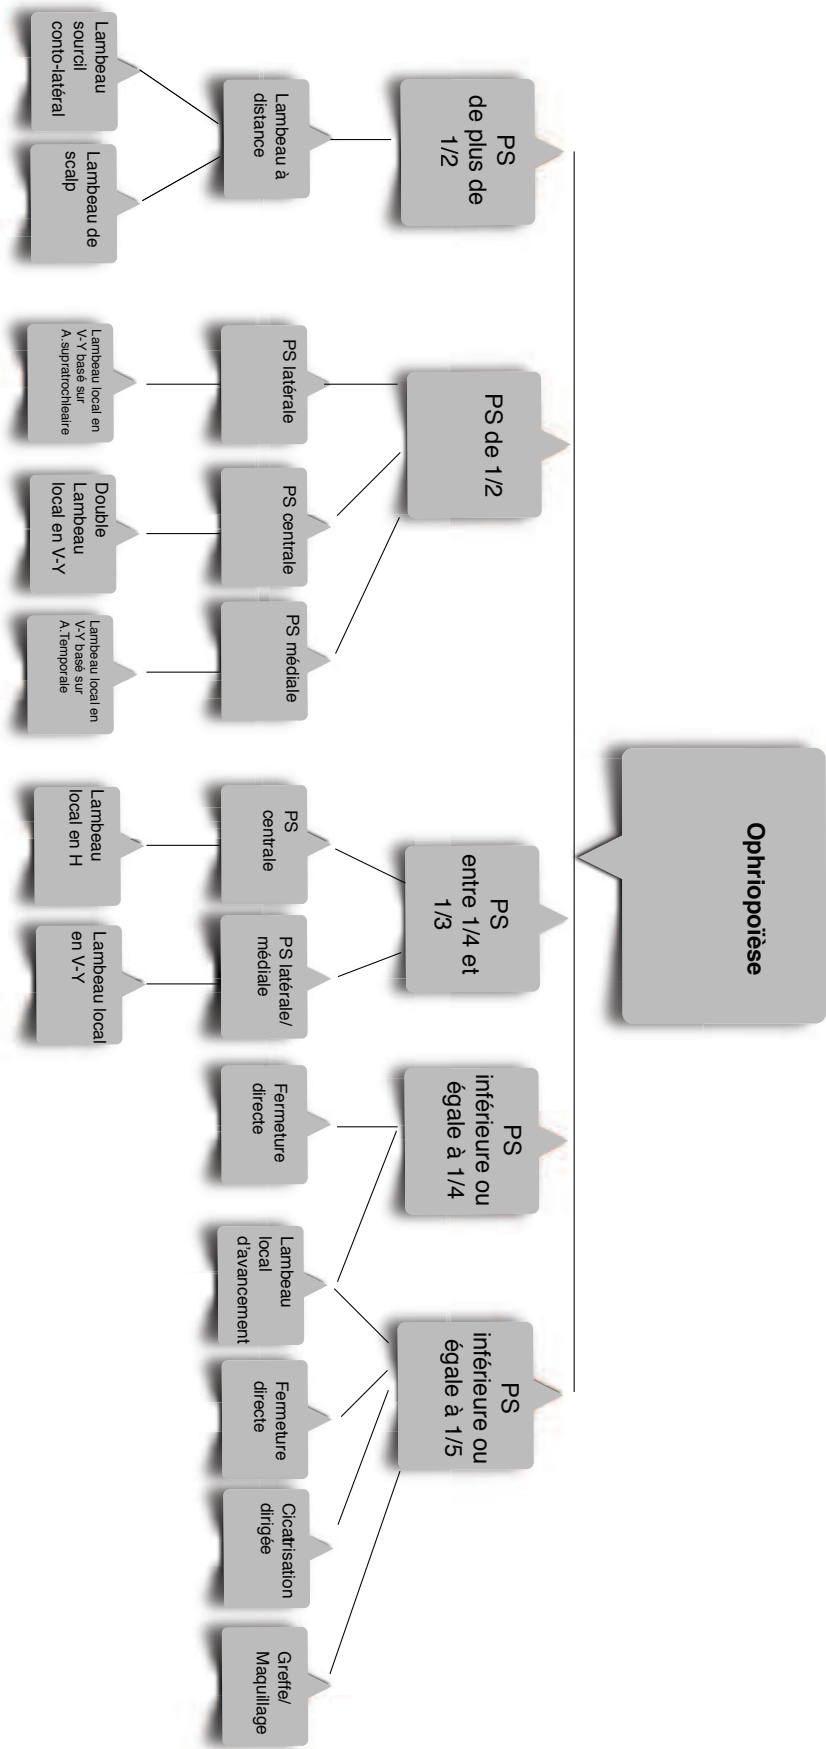 Ophriopoïèse
PS
de plus de
1/2
PS de 1/2
PS
entre 1/4 et
1/3
PS
inférieure ou
égale à 1/4
PS
inférieure ou
égale à 1/5
Lambeau à
distance
PS latérale
PS centrale
PS médiale
PS
centrale
PS latérale/
médiale
Fermeture
directe
Lambeau
local
d'avancement
Fermeture
directe
Cicatrisation
dirigée
Greffe/
Maquillage
Lambeau
sourcil
conto-latéral
Lambeau de
scalp
Lambeau local en
V-Y basé sur
A.supratrochleaire
Double
Lambeau
local en V-Y
Lambeau local en
V-Y basé sur
A.Temporale
Lambeau
local en H
Lambeau local
en V-Y